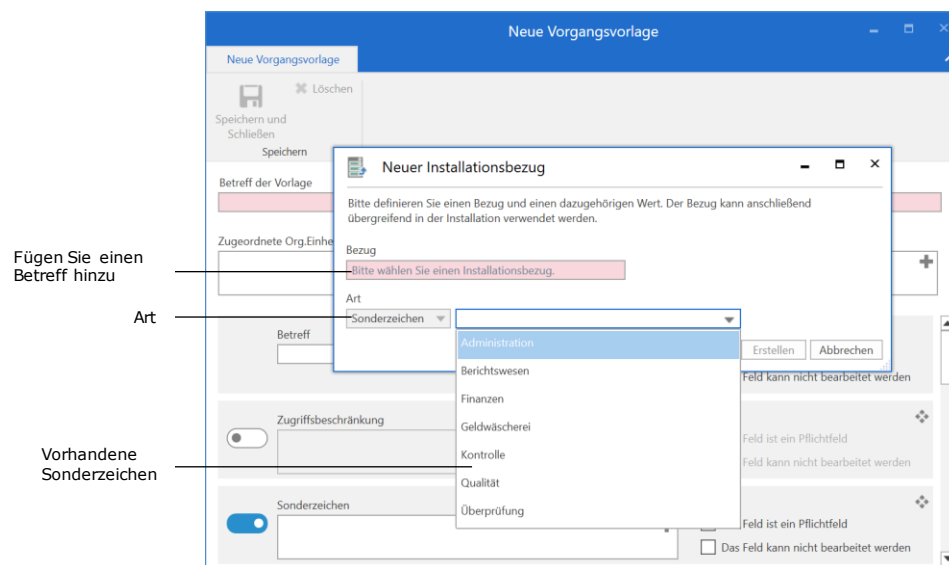 Neue Vorgangsvorlage
Neue Vorgangsvorlage
Löschen
Speichern und
Schließen
Speichern
Neuer Installationsbezug
Betreff der Vorlage
Bitte definieren Sie einen Bezug und einen dazugehörigen Wert. Der Bezug kann anschließend
übergreifend in der Installation verwendet werden.
Zugeordnete Org.Einhe
Bezug
Fügen Sie einen
Betreff hinzu
Bitte wählen Sie einen Installationsbezug.
Art
Art
Sonderzeichen
Betreff
Administration
Erstellen
Abbrechen
Berichtswesen
Feld kann nicht bearbeitet werden
Finanzen
Zugriffsbeschränkung
Geldwäscherei
Feld ist ein Pflichtfeld
Vorhandene
Sonderzeichen
Kontrolle
Feld kann nicht bearbeitet werden
Qualität
Sonderzeichen
Überprüfung
Feld ist ein Pflichtfeld
Das Feld kann nicht bearbeitet werden